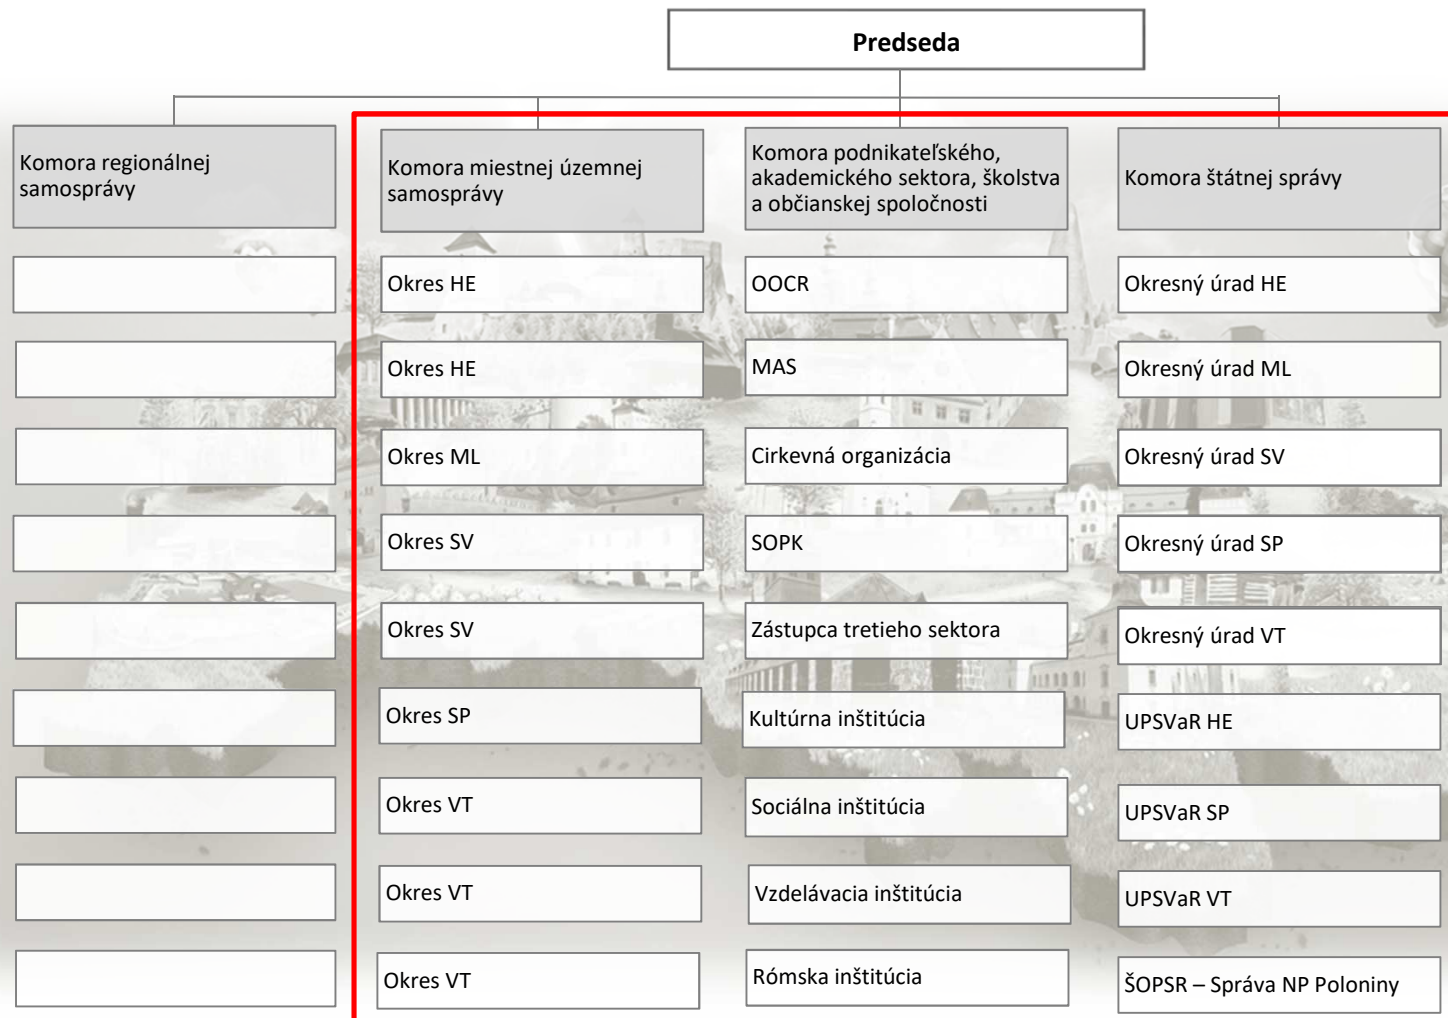 Predseda
Komora regionálnej
samosprávy
Komora miestnej územnej
samosprávy
Komora podnikateľského,
akademického sektora, školstva
a občianskej spoločnosti
Komora štátnej správy
Okres HE
OOCR
Okresný úrad HE
Okres HE
MAS
Okresný úrad ML
Okres ML
Cirkevná organizácia
Okresný úrad SV
Okres SV
SOPK
Okresný úrad SP
Okres SV
Zástupca tretieho sektora
Okresný úrad VT
Okres SP
Kultúrna inštitúcia
UPSVaR HE
Okres VT
Sociálna inštitúcia
UPSVaR SP
Okres VT
Vzdelávacia inštitúcia
UPSVaR VT
Okres VT
Rómska inštitúcia
ŠOPSR – Správa NP Poloniny